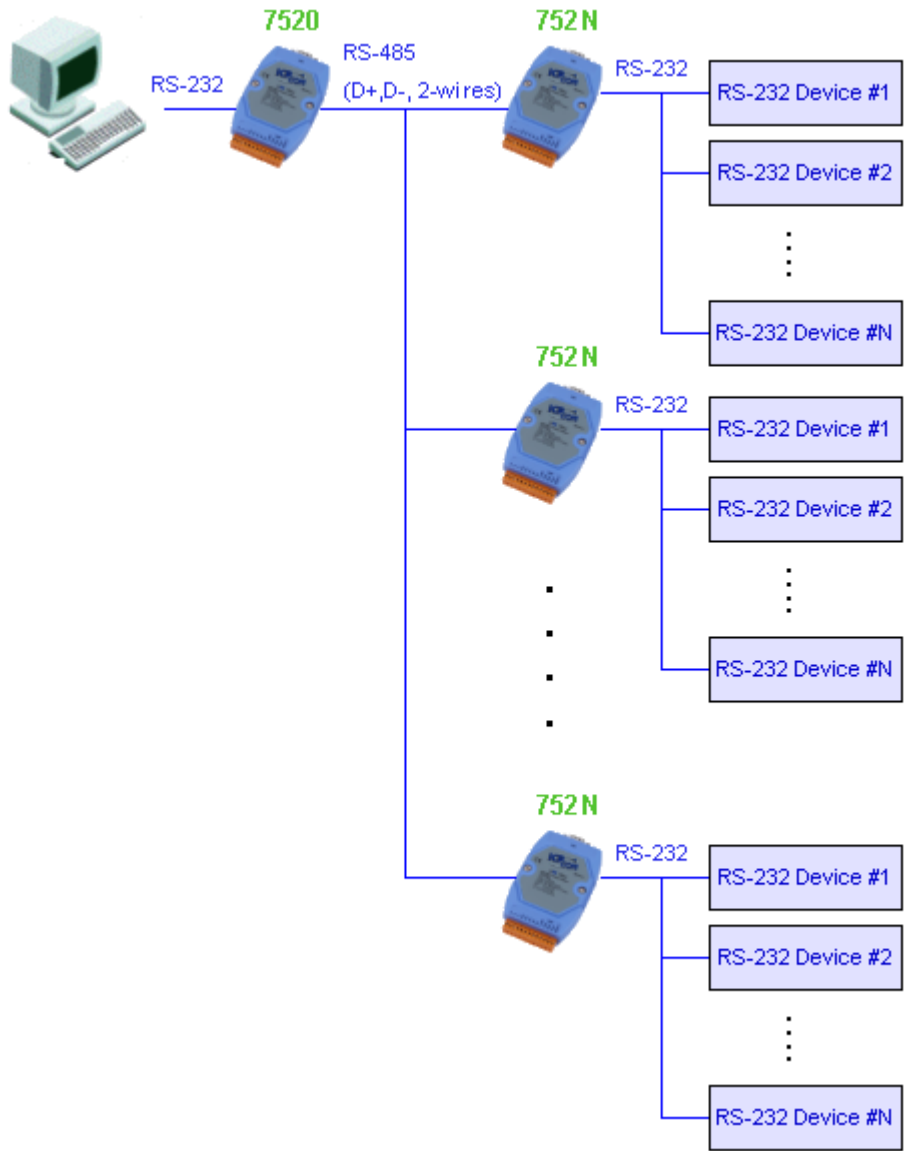 7520
752N
RS-232
RS-485
(D+,D-, 2-wires)
RS-232
RS-232 Device #1
RS-232 Device #2
RS-232 Device #N
752N
RS-232
RS-232 Device #1
RS-232 Device #2
RS-232 Device #N
752N
RS-232
RS-232 Device #1
RS-232 Device #2
RS-232 Device #N